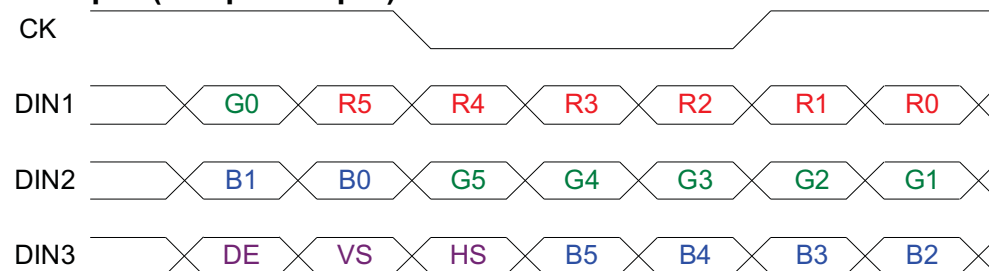 CK
DIN1 G0 R5 R4 R3 R2 R1 R0
DIN2 B1 B0 G5 G4 G3 G2 G1
DIN3 DE VS HS B5 B4 B3 B2